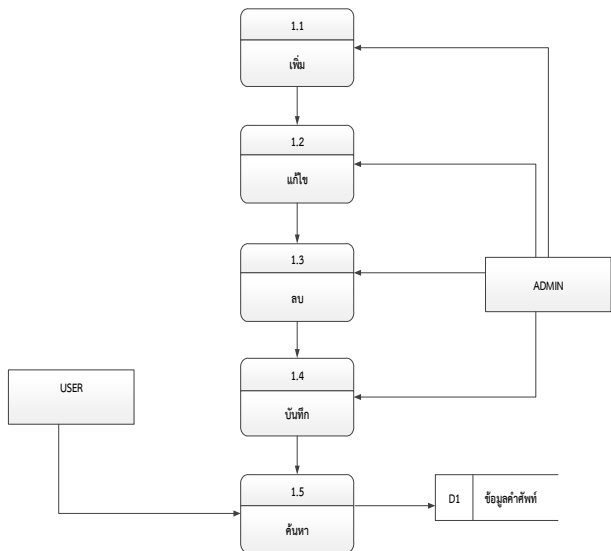 1.1
เพิ่ม
1.2
แก้ไข
1.3
ลบ
ADMIN
1.4
บันทึก
USER
1.5
ค้นหา
D1 ข้อมูลคำศัพท์